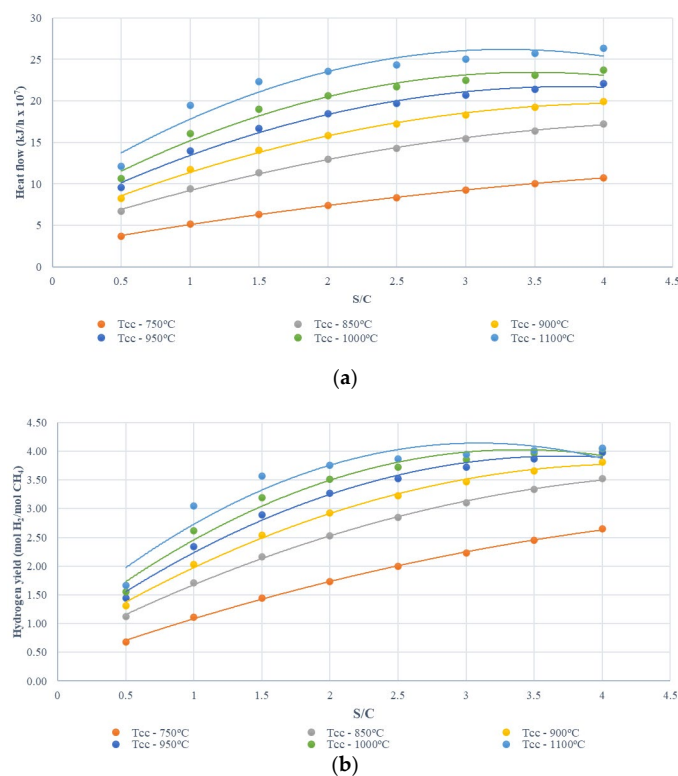 30
25
20
15
10
5
0
Heat flow (kJ/h x 10⁷)
0 0.5 1 1.5 2 2.5 3 3.5 4 4.5
S/C
Tcc - 750ºC Tcc - 850ºC Tcc - 900ºC
Tcc - 950ºC Tcc - 1000ºC Tcc - 1100ºC
(a)
4.50
4.00
3.50
3.00
2.50
2.00
1.50
1.00
0.50
0.00
Hydrogen yield (mol H₂/mol CH₄)
0 0.5 1 1.5 2 2.5 3 3.5 4 4.5
S/C
Tcc - 750ºC Tcc - 850ºC Tcc - 900ºC
Tcc - 950ºC Tcc - 1000ºC Tcc - 1100ºC
(b)